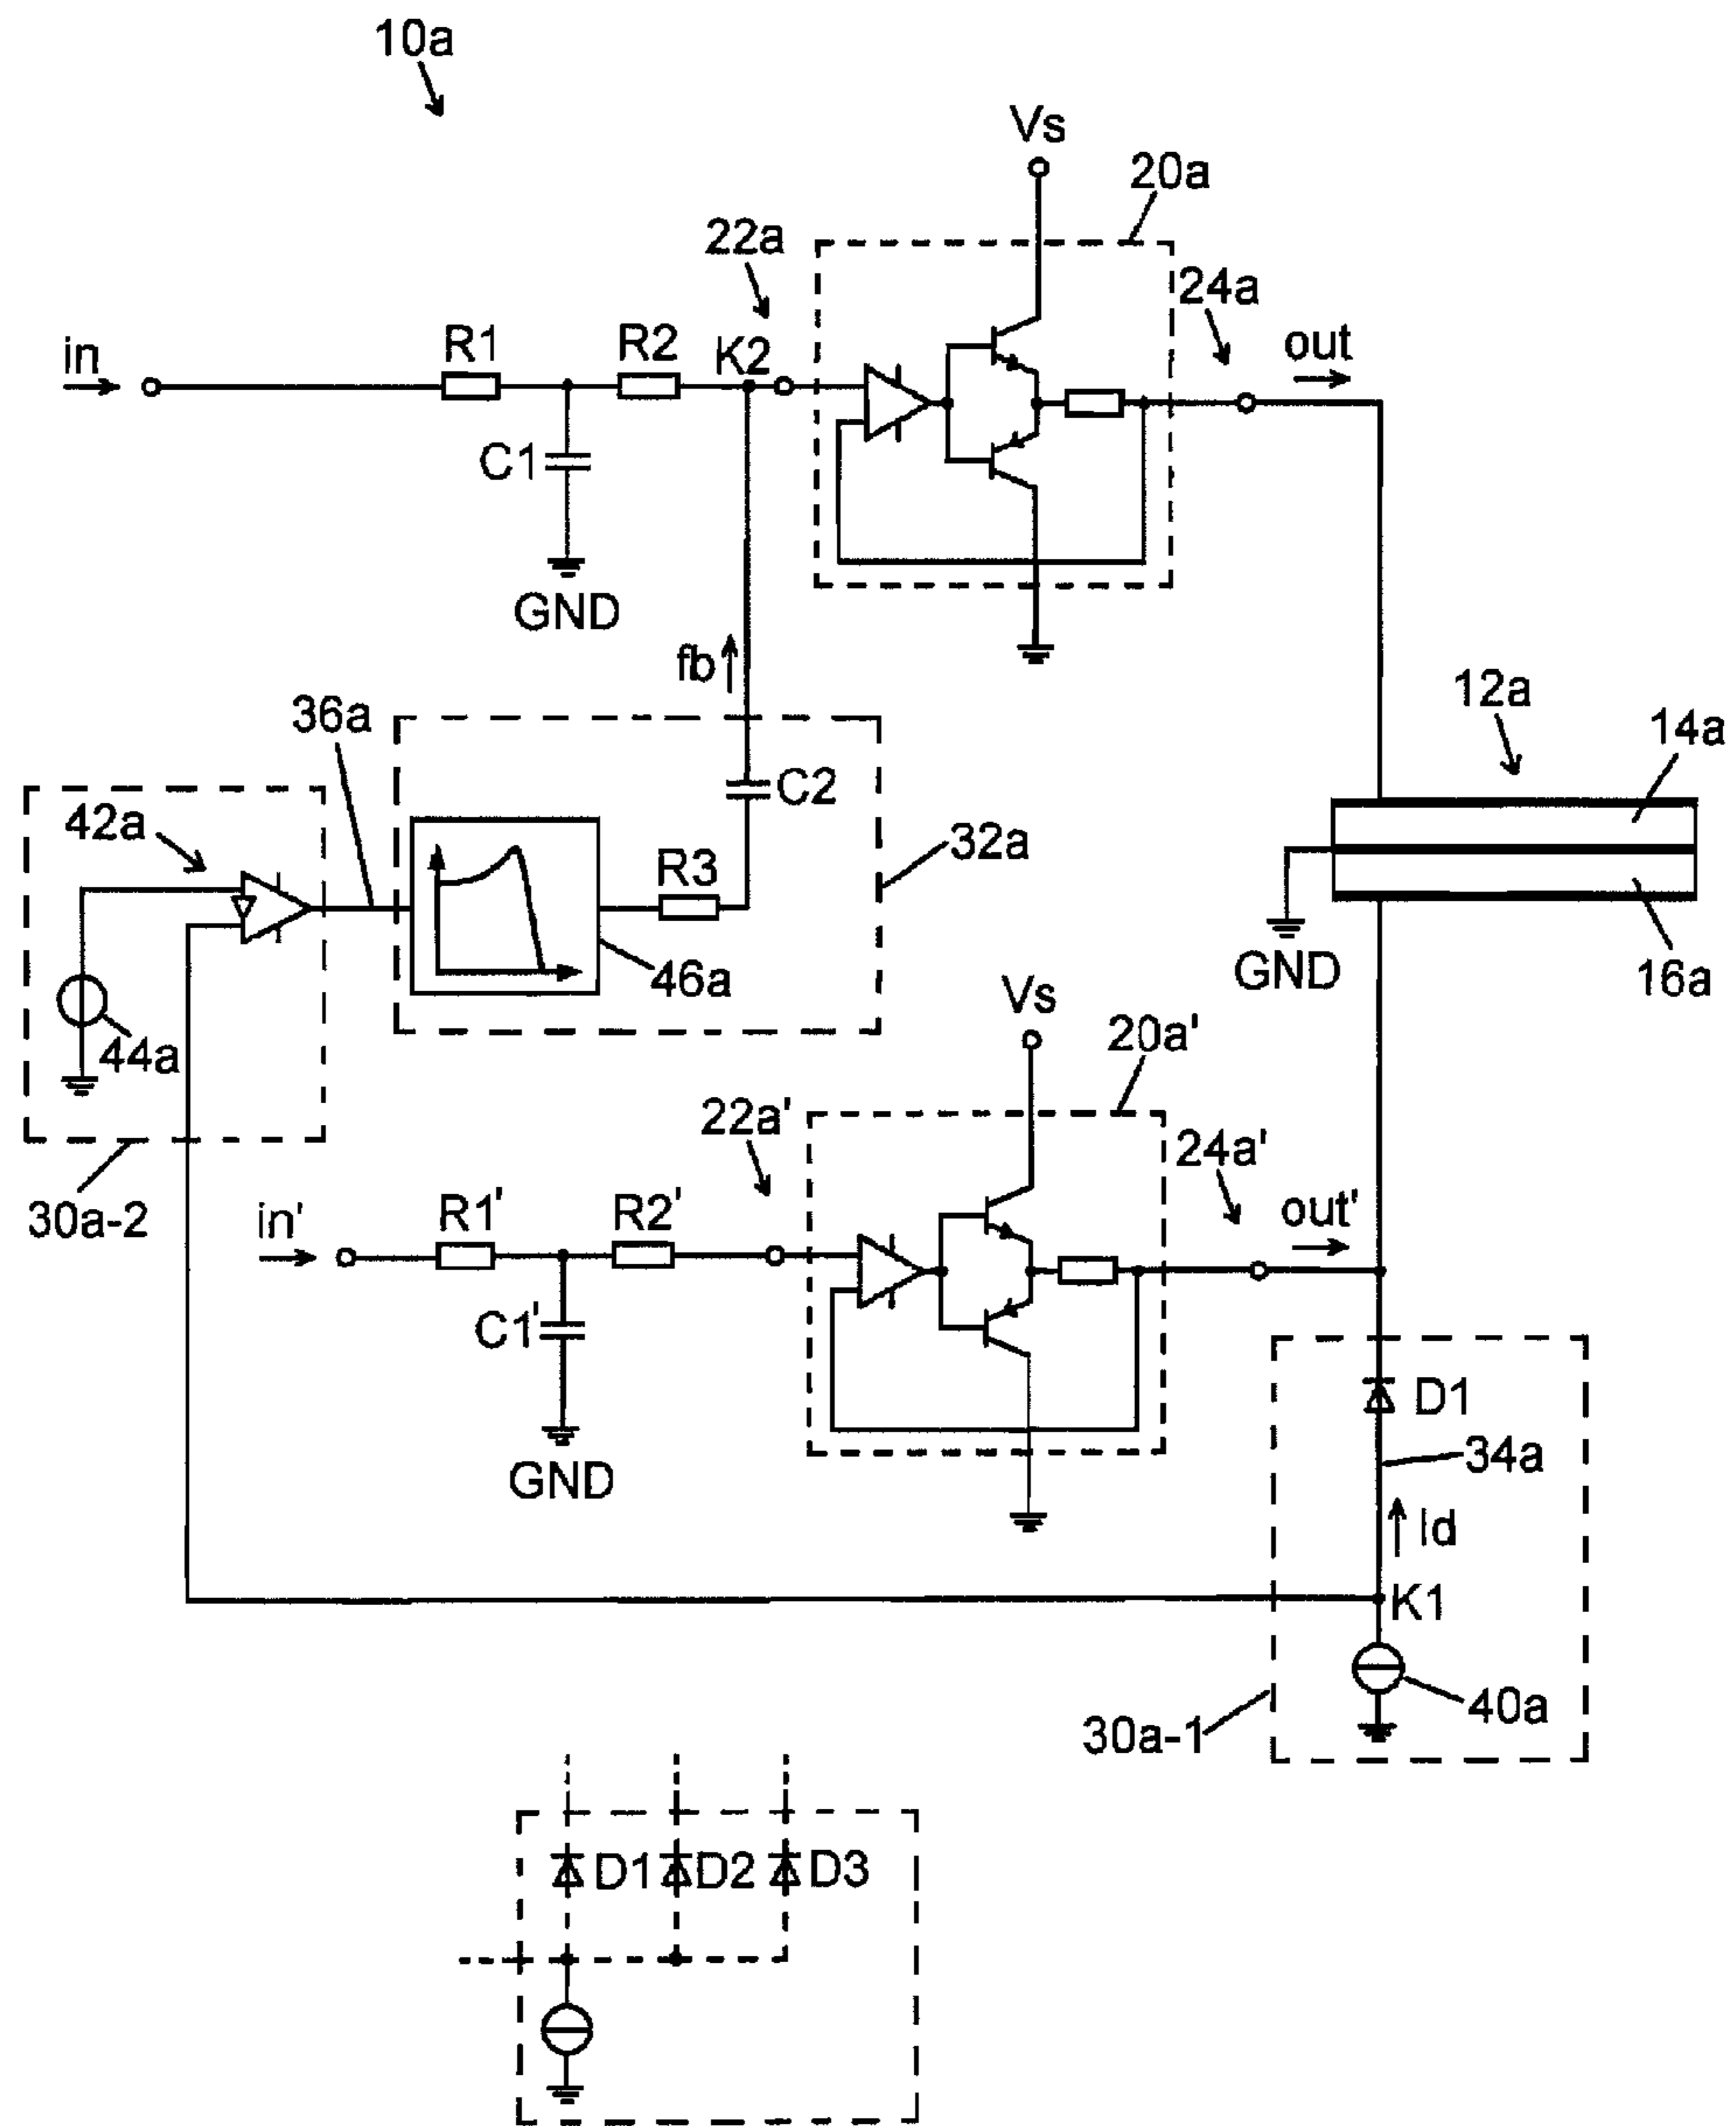 10a
Vs
20a
22a
24a
in
R1
R2
K2
out
C1
GND
fb
12a
14a
36a
C2
42a
32a
R3
46a
GND
16a
44a
Vs
20a'
22a'
24a'
30a-2
in'
R1'
R2'
out'
C1'
GND
D1
34a
Id
K1
40a
30a-1
D1
D2
D3